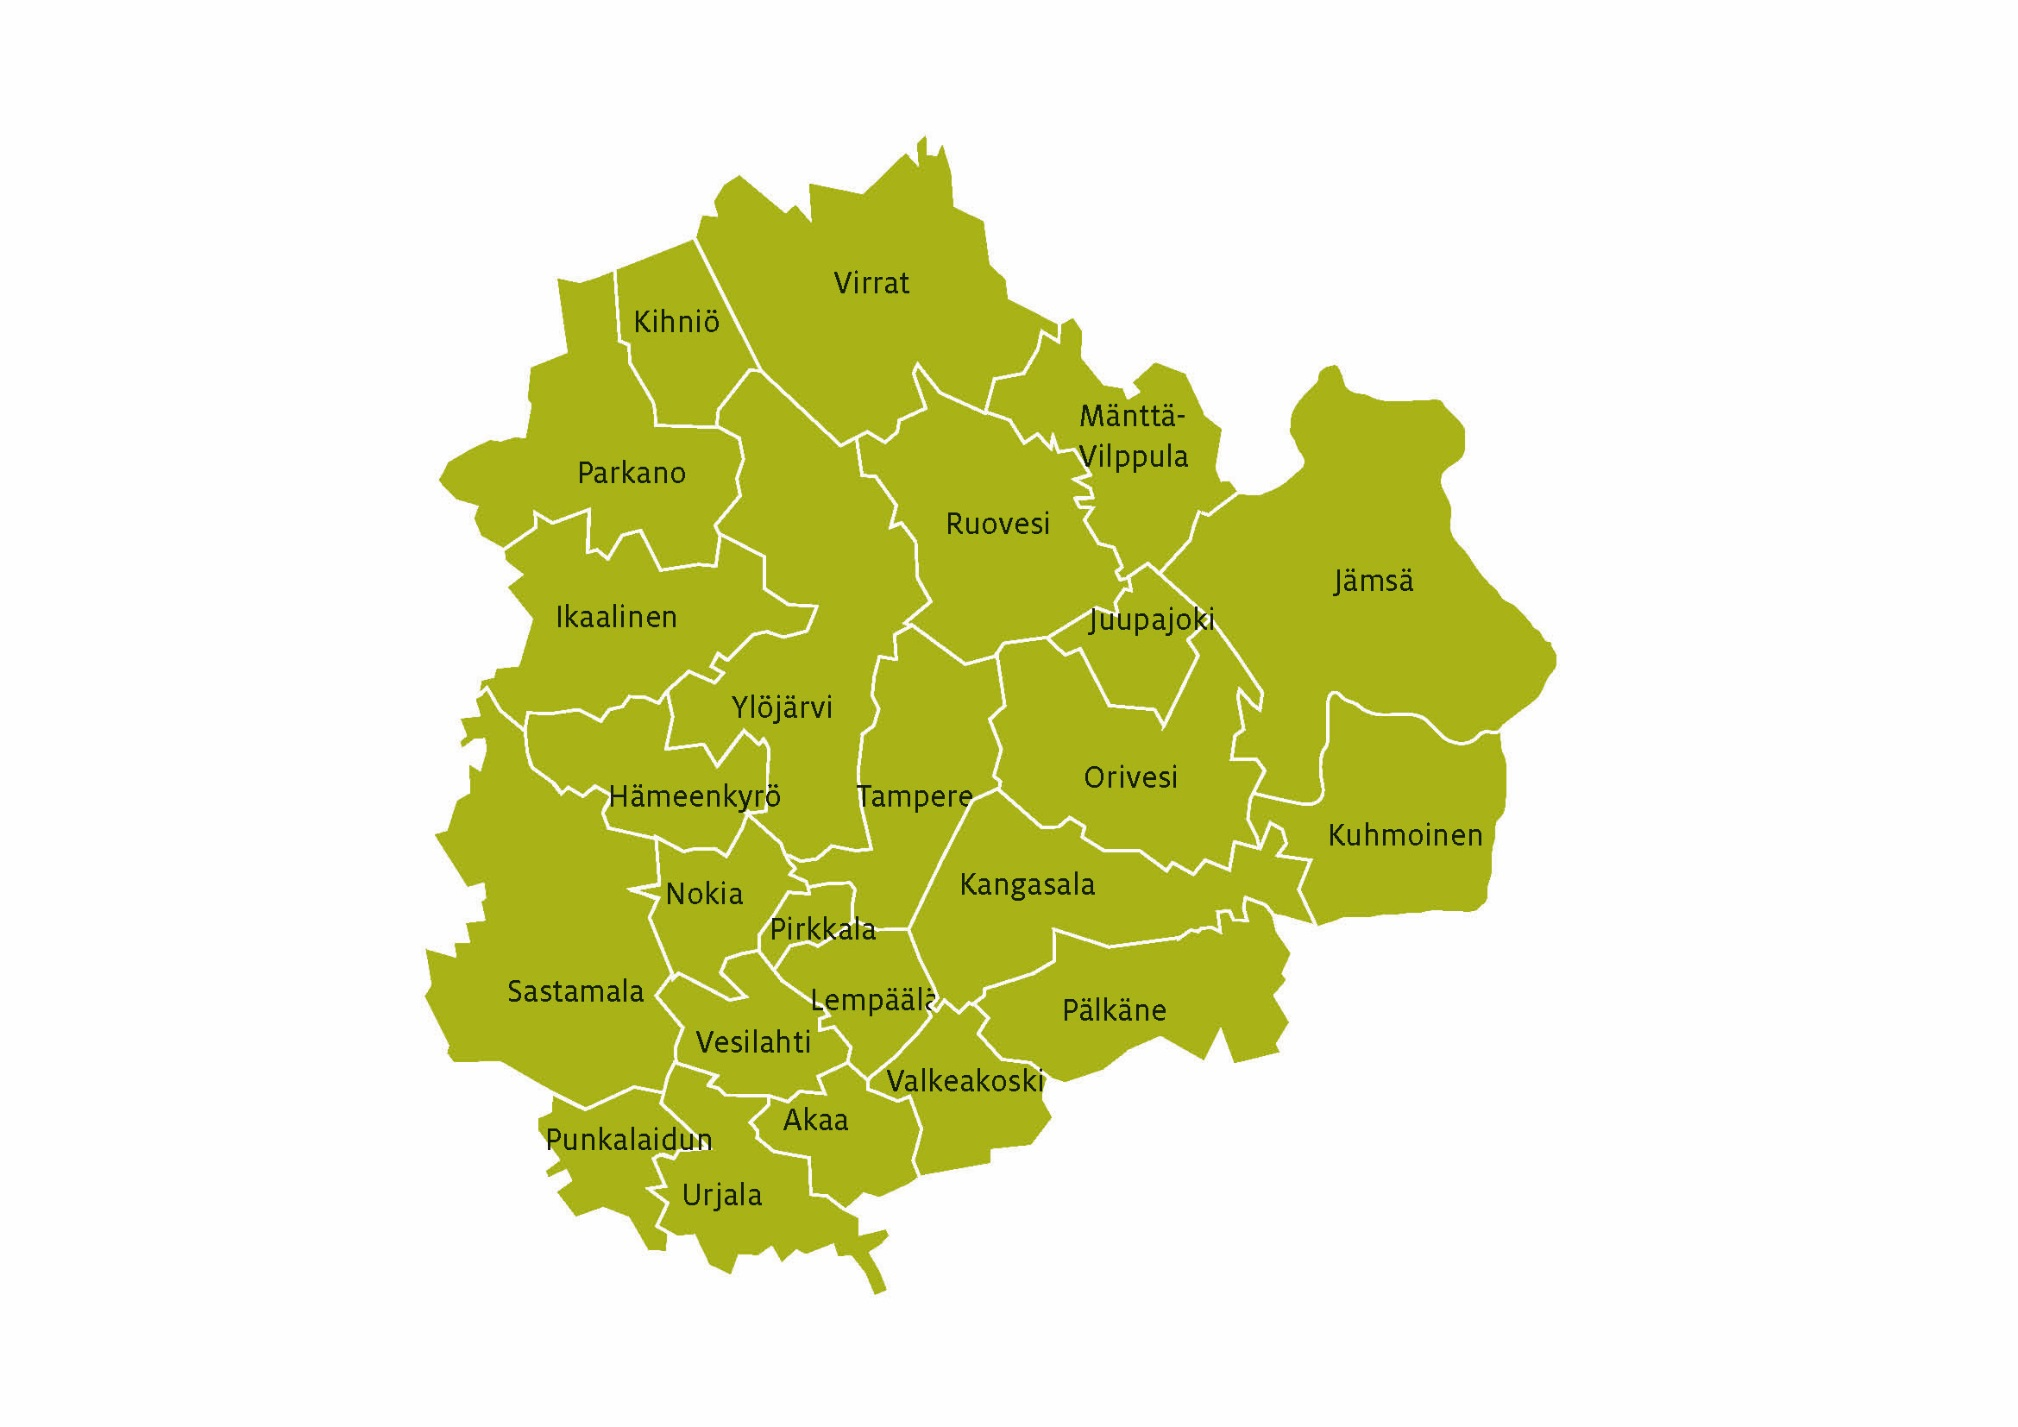 Virrat
Kihniö
Mänttä-
Vilppula
Parkano
Ruovesi
Jämsä
Ikaalinen
Juupajoki
Ylöjärvi
Hämeenkyrö
Tampere
Orivesi
Kuhmoinen
Nokia
Kangasala
Pirkkala
Sastamala
Lempäälä
Pälkäne
Vesilahti
Valkeakoski
Akaa
Punkalaidun
Urjala